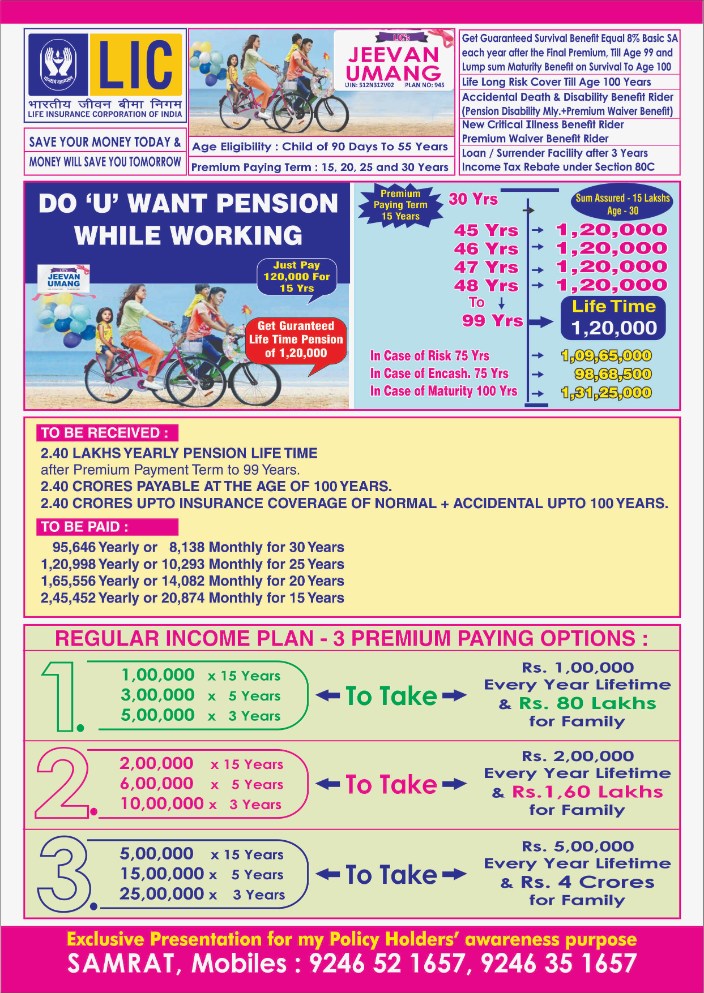 LIC
भारतीय जीवन बीमा निगम
LIFE INSURANCE CORPORATION OF INDIA
SAVE YOUR MONEY TODAY &
MONEY WILL SAVE YOU TOMORROW
LIC's
JEEVAN
UMANG
UIN: 512N312V02 PLAN NO: 945
Age Eligibility : Child of 90 Days To 55 Years
Premium Paying Term : 15, 20, 25 and 30 Years
Get Guaranteed Survival Benefit Equal 8% Basic SA
each year after the Final Premium, Till Age 99 and
Lump sum Maturity Benefit on Survival To Age 100
Life Long Risk Cover Till Age 100 Years
Accidental Death & Disability Benefit Rider
(Pension Disability Mly.+Premium Waiver Benefit)
New Critical Illness Benefit Rider
Premium Waiver Benefit Rider
Loan / Surrender Facility after 3 Years
Income Tax Rebate under Section 80C
DO ‘U’ WANT PENSION
WHILE WORKING
JEEVAN
UMANG
Just Pay
120,000 For
15 Yrs
Get Guranteed
Life Time Pension
of 1,20,000
Premium
Paying Term
15 Years
30 Yrs
Sum Assured - 15 Lakshs
Age - 30
45 Yrs → 1,20,000
46 Yrs → 1,20,000
47 Yrs → 1,20,000
48 Yrs → 1,20,000
To ↓
99 Yrs
Life Time
1,20,000
In Case of Risk 75 Yrs → 1,09,65,000
In Case of Encash. 75 Yrs → 98,68,500
In Case of Maturity 100 Yrs → 1,31,25,000
TO BE RECEIVED :
2.40 LAKHS YEARLY PENSION LIFE TIME
after Premium Payment Term to 99 Years.
2.40 CRORES PAYABLE AT THE AGE OF 100 YEARS.
2.40 CRORES UPTO INSURANCE COVERAGE OF NORMAL + ACCIDENTAL UPTO 100 YEARS.
TO BE PAID :
95,646 Yearly or 8,138 Monthly for 30 Years
1,20,998 Yearly or 10,293 Monthly for 25 Years
1,65,556 Yearly or 14,082 Monthly for 20 Years
2,45,452 Yearly or 20,874 Monthly for 15 Years
REGULAR INCOME PLAN - 3 PREMIUM PAYING OPTIONS :
1.
1,00,000 x 15 Years
3,00,000 x 5 Years
5,00,000 x 3 Years
To Take
Rs. 1,00,000
Every Year Lifetime
& Rs. 80 Lakhs
for Family
2.
2,00,000 x 15 Years
6,00,000 x 5 Years
10,00,000 x 3 Years
To Take
Rs. 2,00,000
Every Year Lifetime
& Rs.1,60 Lakhs
for Family
3.
5,00,000 x 15 Years
15,00,000 x 5 Years
25,00,000 x 3 Years
To Take
Rs. 5,00,000
Every Year Lifetime
& Rs. 4 Crores
for Family
Exclusive Presentation for my Policy Holders’ awareness purpose
SAMRAT, Mobiles : 9246 52 1657, 9246 35 1657